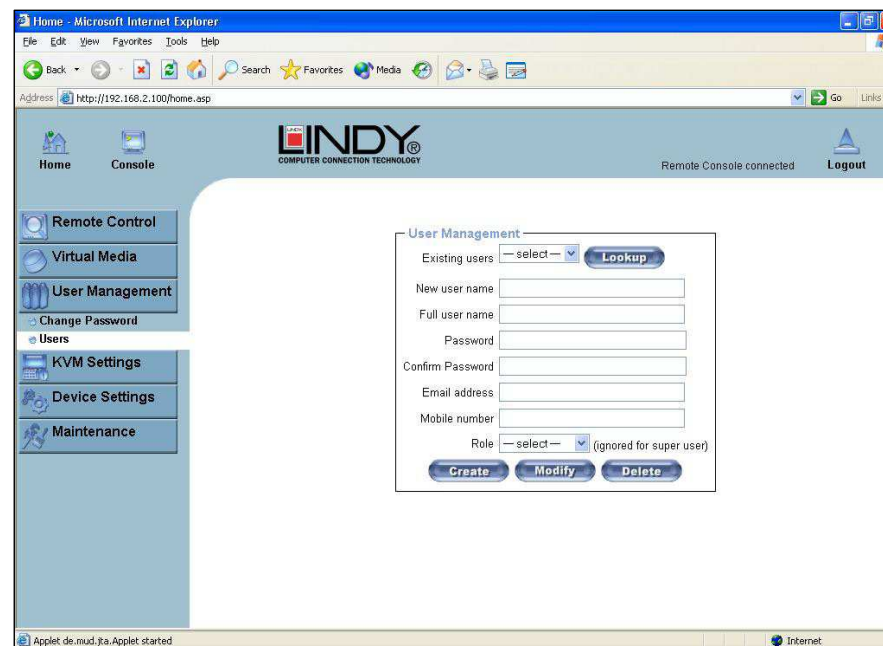 Home - Microsoft Internet Explorer
File Edit View Favorites Tools Help
Back Search Favorites Media
Address http://192.168.2.100/home.asp Go Links
LINDY®
COMPUTER CONNECTION TECHNOLOGY
Home Console Remote Console connected Logout
Remote Control
Virtual Media
User Management
Change Password
Users
KVM Settings
Device Settings
Maintenance
User Management
Existing users — select — Lookup
New user name
Full user name
Password
Confirm Password
Email address
Mobile number
Role — select — (ignored for super user)
Create Modify Delete
Applet de.mud.jta.Applet started Internet